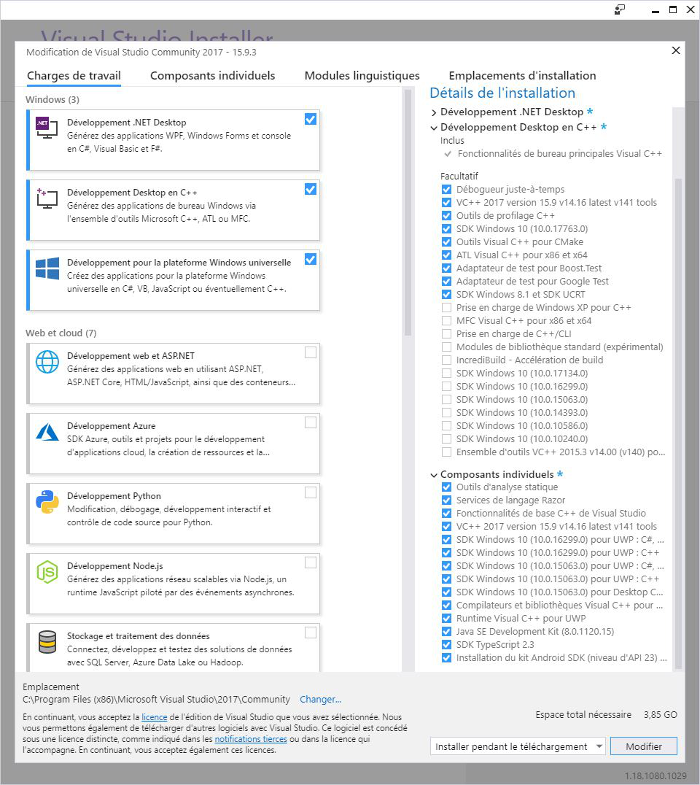 Visual Studio Installer
Modification de Visual Studio Community 2017 - 15.9.3
Charges de travail
Composants individuels
Modules linguistiques
Emplacements d'installation
Windows (3)
.NET
Développement .NET Desktop
Générez des applications WPF, Windows Forms et console
en C#, Visual Basic et F#.
Développement Desktop en C++
Générez des applications de bureau Windows via
l'ensemble d'outils Microsoft C++, ATL ou MFC.
Développement pour la plateforme Windows universelle
Créez des applications pour la plateforme Windows
universelle en C#, VB, JavaScript ou éventuellement C++.
Web et cloud (7)
Développement web et ASP.NET
Générez des applications web en utilisant ASP.NET,
ASP.NET Core, HTML/JavaScript, ainsi que des conteneurs...
Développement Azure
SDK Azure, outils et projets pour le développement
d'applications cloud, la création de ressources et la...
Développement Python
Modification, débogage, développement interactif et
contrôle de code source pour Python.
JS
Développement Node.js
Générez des applications réseau scalables via Node.js, un
runtime JavaScript piloté par des événements asynchrones.
Stockage et traitement des données
Connectez, développez et testez des solutions de données
avec SQL Server, Azure Data Lake ou Hadoop.
Détails de l'installation
Développement .NET Desktop *
Développement Desktop en C++ *
Inclus
Fonctionnalités de bureau principales Visual C++
Facultatif
Débogueur juste-à-temps
VC++ 2017 version 15.9 v14.16 latest v141 tools
Outils de profilage C++
SDK Windows 10 (10.0.17763.0)
Outils Visual C++ pour CMake
ATL Visual C++ pour x86 et x64
Adaptateur de test pour Boost.Test
Adaptateur de test pour Google Test
SDK Windows 8.1 et SDK UCRT
Prise en charge de Windows XP pour C++
MFC Visual C++ pour x86 et x64
Prise en charge de C++/CLI
Modules de bibliothèque standard (expérimental)
IncrediBuild - Accélération de build
SDK Windows 10 (10.0.17134.0)
SDK Windows 10 (10.0.16299.0)
SDK Windows 10 (10.0.15063.0)
SDK Windows 10 (10.0.14393.0)
SDK Windows 10 (10.0.10586.0)
SDK Windows 10 (10.0.10240.0)
Ensemble d'outils VC++ 2015.3 v14.00 (v140) po...
Composants individuels *
Outils d'analyse statique
Services de langage Razor
Fonctionnalités de base C++ de Visual Studio
VC++ 2017 version 15.9 v14.16 latest v141 tools
SDK Windows 10 (10.0.16299.0) pour UWP : C#, ...
SDK Windows 10 (10.0.16299.0) pour UWP : C++
SDK Windows 10 (10.0.15063.0) pour UWP : C#, ...
SDK Windows 10 (10.0.15063.0) pour UWP : C++
SDK Windows 10 (10.0.15063.0) pour Desktop C...
Compilateurs et bibliothèques Visual C++ pour ...
Runtime Visual C++ pour UWP
Java SE Development Kit (8.0.1120.15)
SDK TypeScript 2.3
Installation du kit Android SDK (niveau d'API 23) ...
Emplacement
C:\Program Files (x86)\Microsoft Visual Studio\2017\Community Changer...
En continuant, vous acceptez la licence de l'édition de Visual Studio que vous avez sélectionnée. Nous
vous permettons également de télécharger d'autres logiciels avec Visual Studio. Ce logiciel est concédé
sous une licence distincte, comme indiqué dans les notifications tierces ou dans la licence qui
l'accompagne. En continuant, vous acceptez également ces licences.
Espace total nécessaire 3,85 GO
Installer pendant le téléchargement
Modifier
1.18.1080.1029